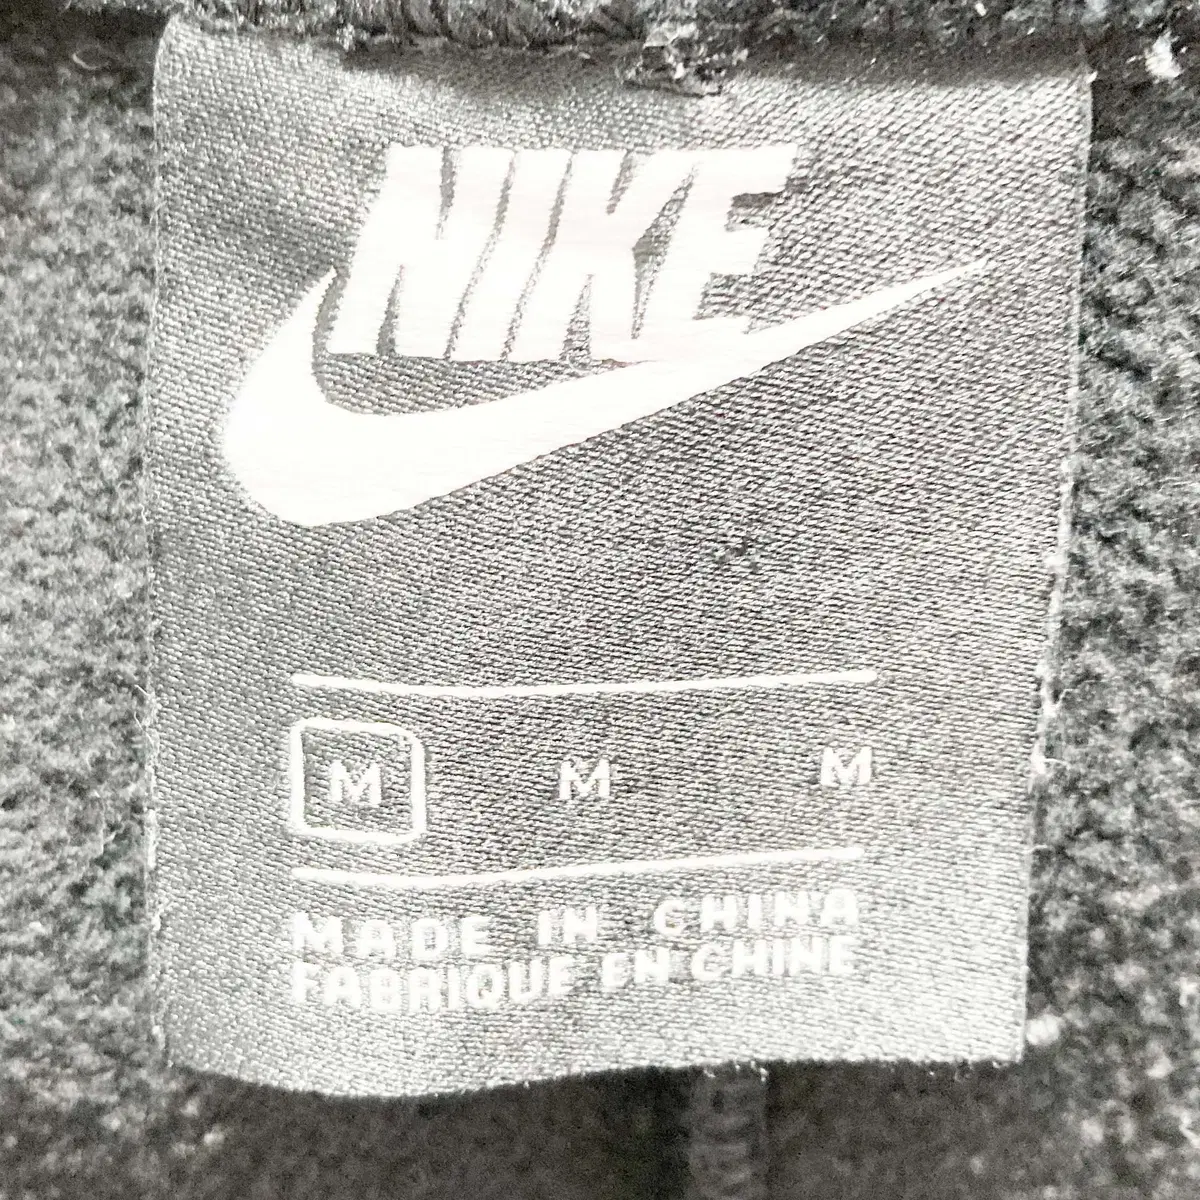 NIKE
M M M
MADE IN CHINA
FABRIQUE EN CHINE